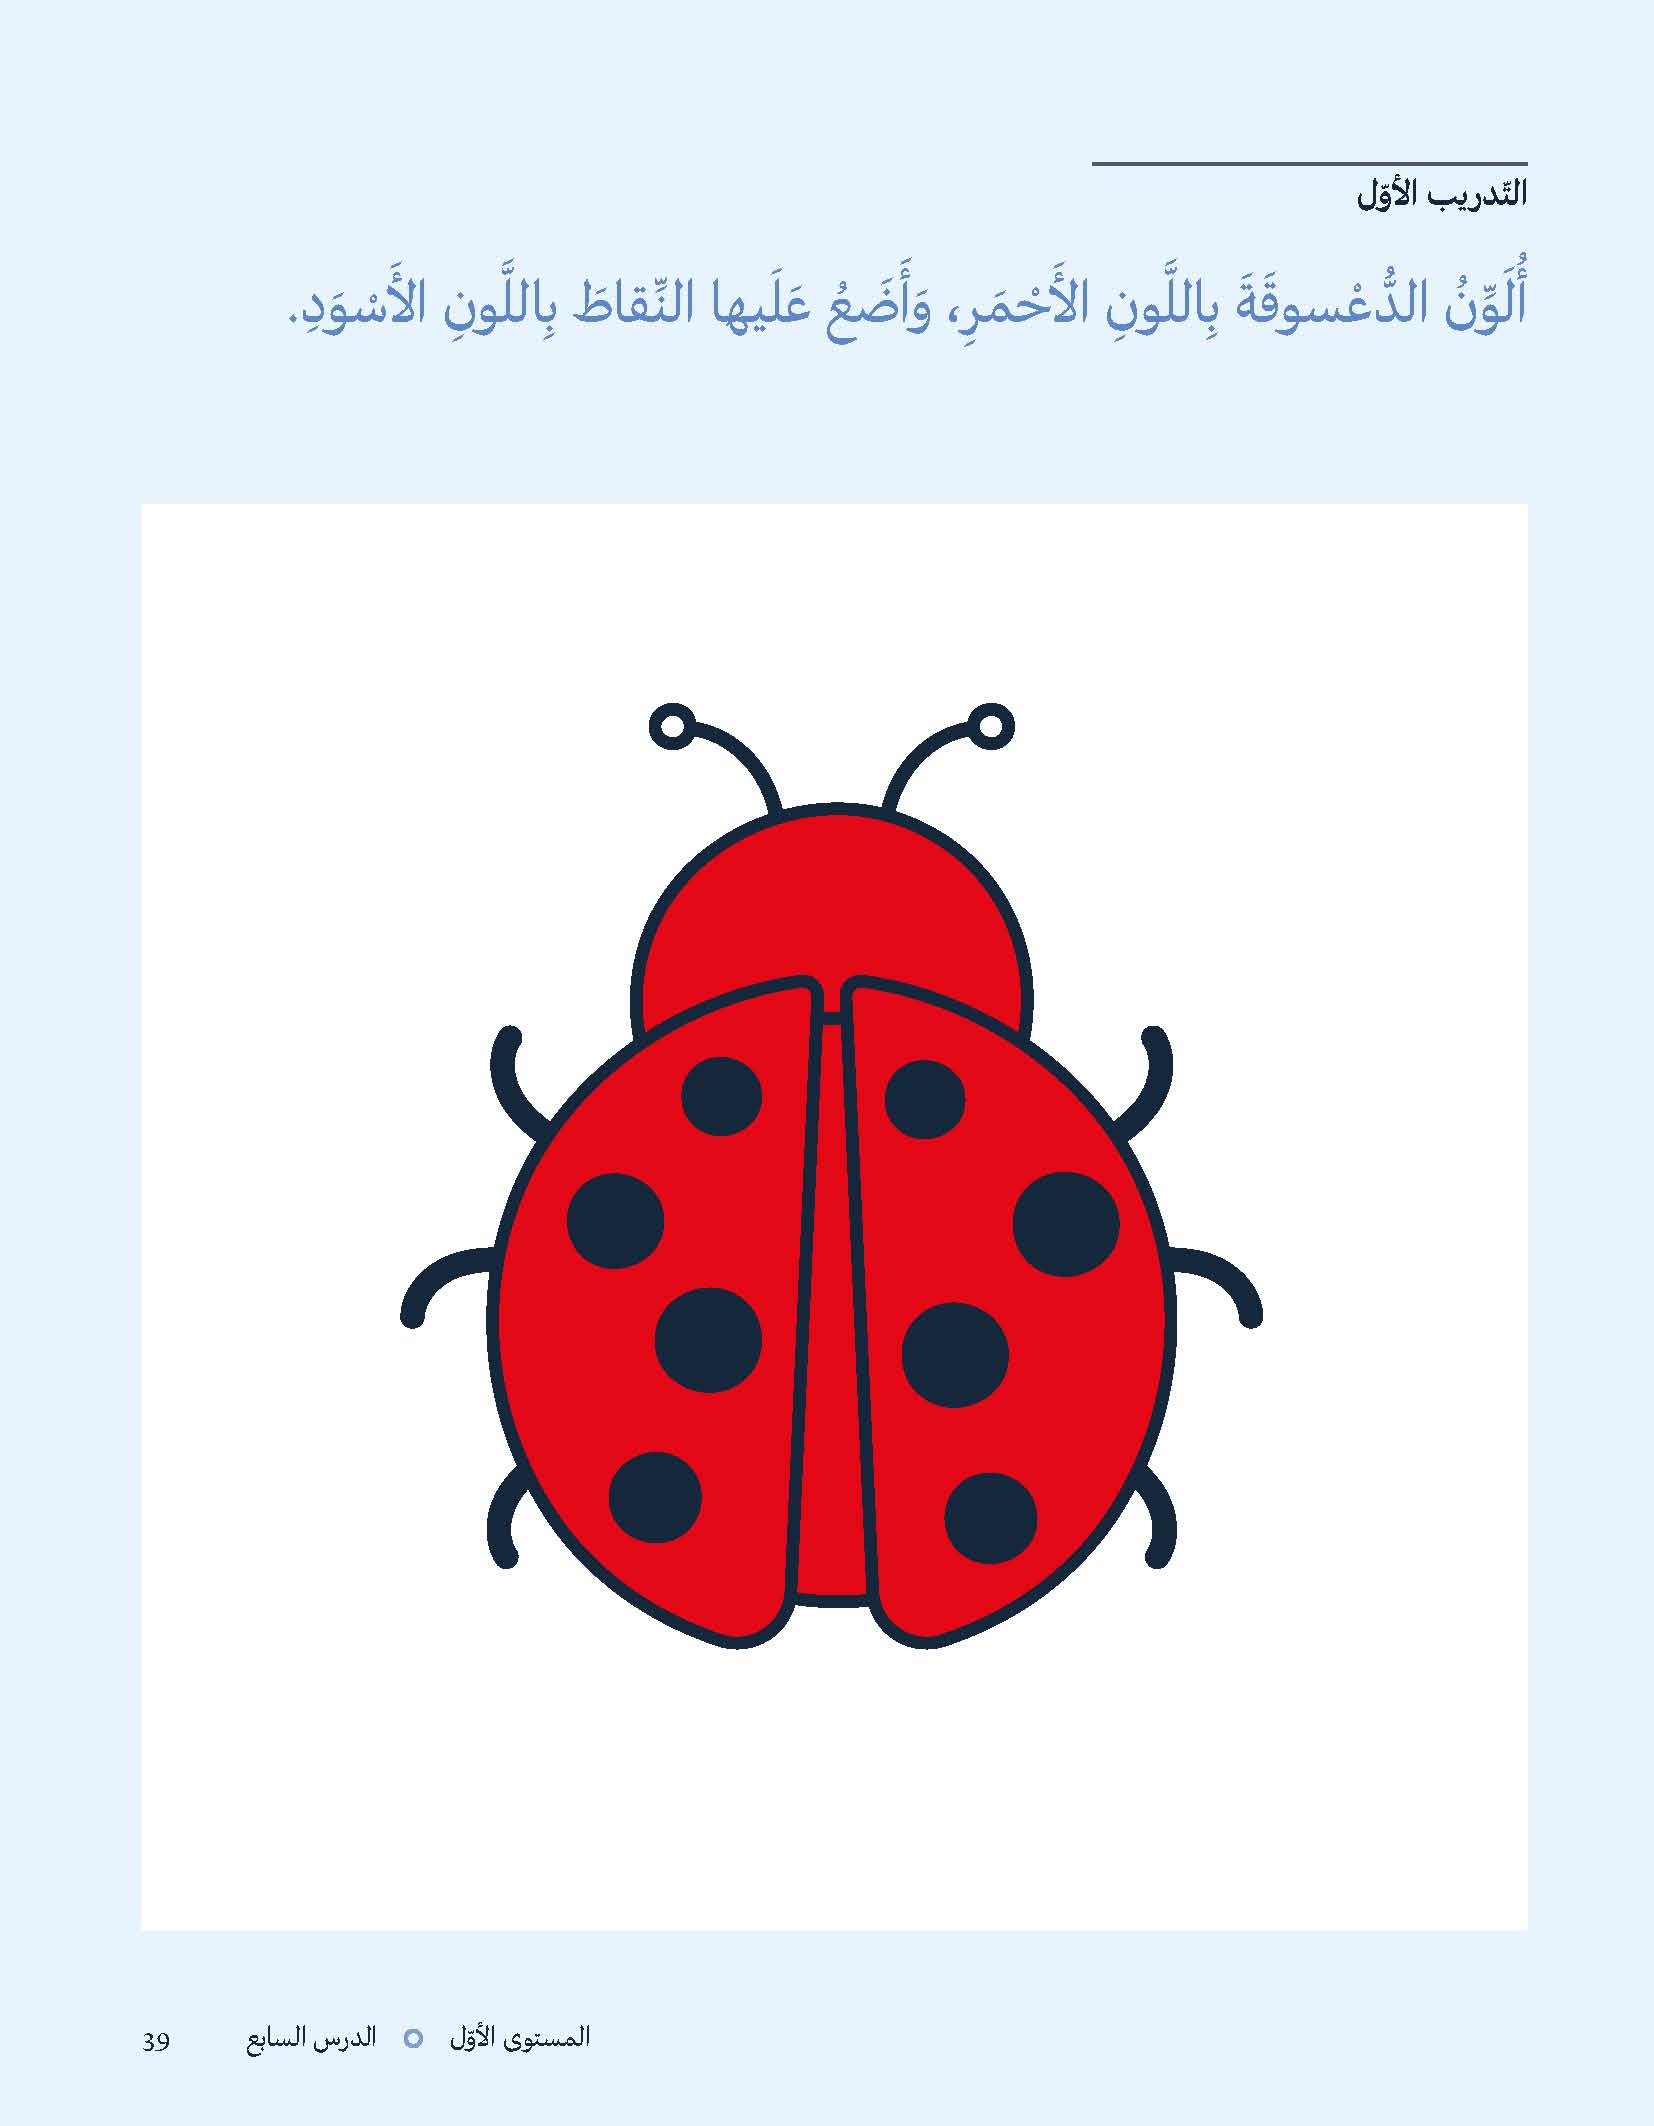 التّدريب الأوّل
أُلَوِّنُ الدُّعْسوقَةَ بِاللَّونِ الأَحْمَرِ، وَأَضَعُ عَلَيها النِّقاطَ بِاللَّونِ الأَسْوَدِ.
المستوى الأوّل الدرس السابع 39